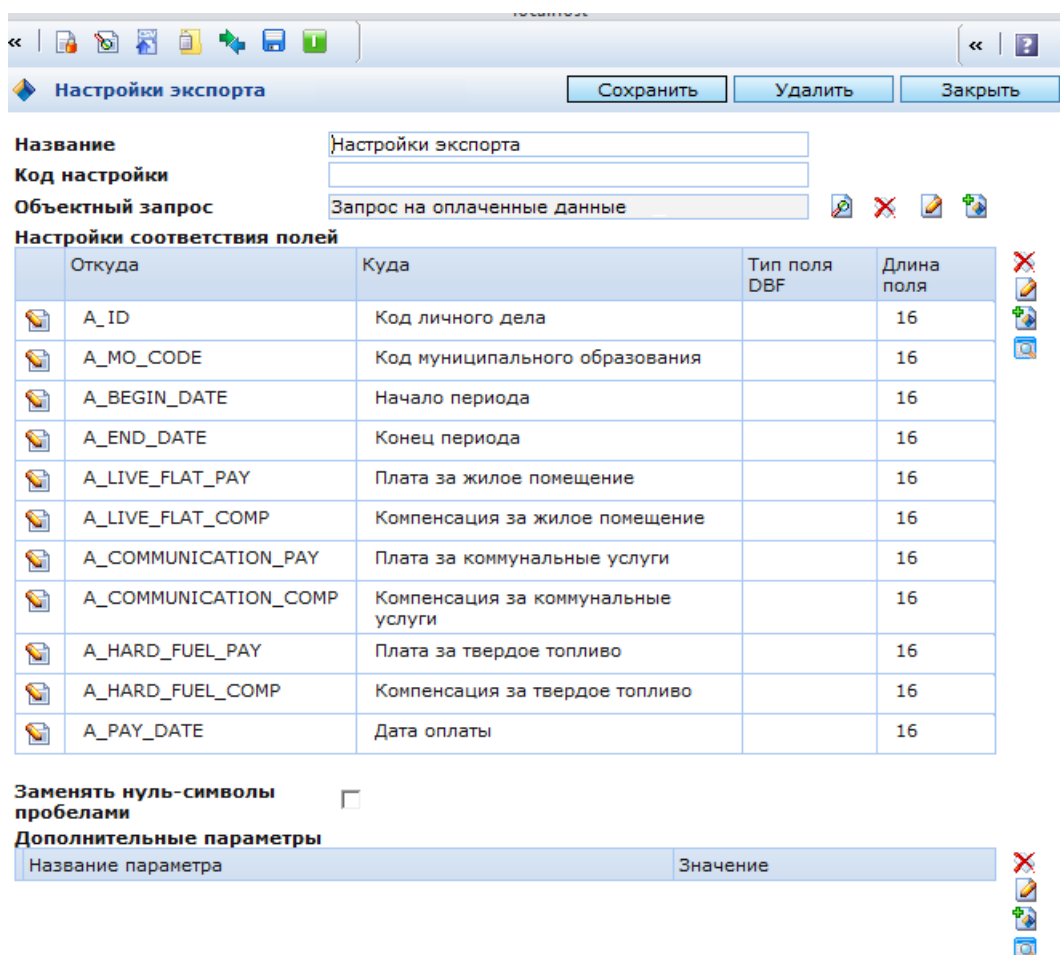 «
«
Настройки экспорта Сохранить Удалить Закрыть
Название Настройки экспорта
Код настройки
Объектный запрос Запрос на оплаченные данные
Настройки соответствия полей
Откуда Куда Тип поля DBF Длина поля
A_ID Код личного дела 16
A_MO_CODE Код муниципального образования 16
A_BEGIN_DATE Начало периода 16
A_END_DATE Конец периода 16
A_LIVE_FLAT_PAY Плата за жилое помещение 16
A_LIVE_FLAT_COMP Компенсация за жилое помещение 16
A_COMMUNICATION_PAY Плата за коммунальные услуги 16
A_COMMUNICATION_COMP Компенсация за коммунальные услуги 16
A_HARD_FUEL_PAY Плата за твердое топливо 16
A_HARD_FUEL_COMP Компенсация за твердое топливо 16
A_PAY_DATE Дата оплаты 16
Заменять нуль-символы
пробелами
Дополнительные параметры
Название параметра Значение